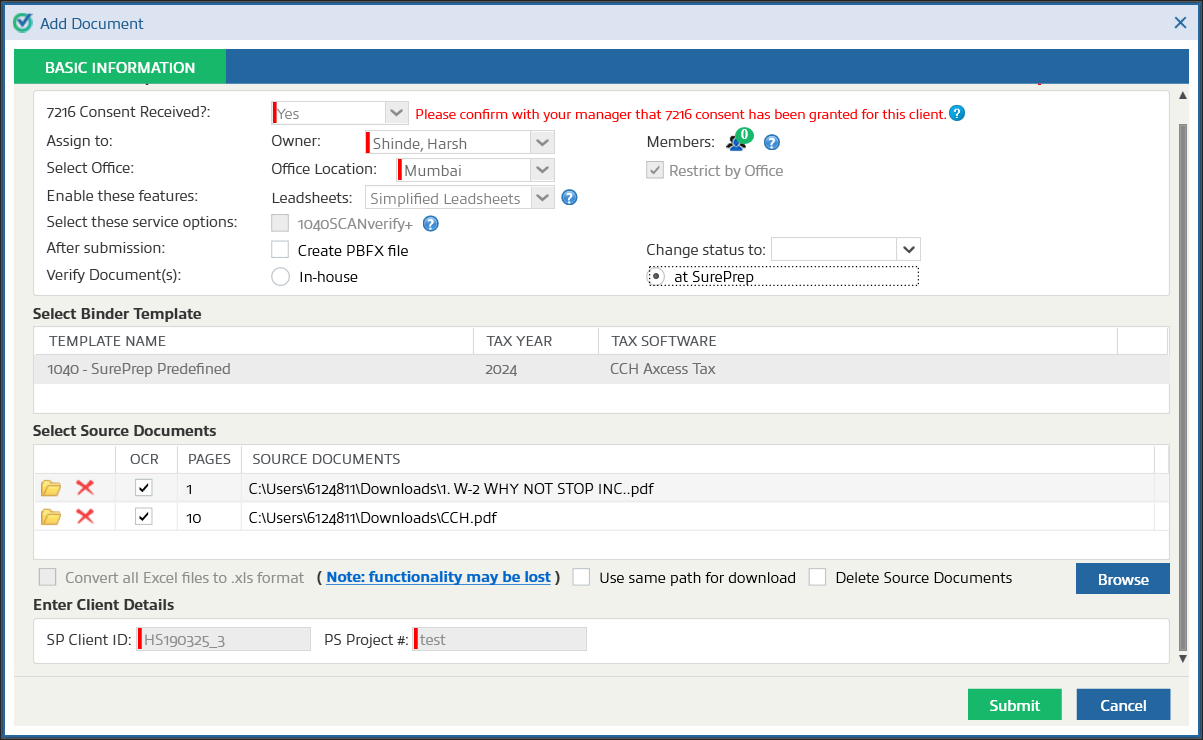 Add Document
BASIC INFORMATION
7216 Consent Received?: Yes Please confirm with your manager that 7216 consent has been granted for this client. ?
Assign to: Owner: Shinde, Harsh Members: 0 ?
Select Office: Office Location: Mumbai Restrict by Office
Enable these features: Leadsheets: Simplified Leadsheets ?
Select these service options: 1040SCANverify+ ?
After submission: Create PBFX file Change status to:
Verify Document(s): In-house at SurePrep
Select Binder Template
TEMPLATE NAME TAX YEAR TAX SOFTWARE
1040 - SurePrep Predefined 2024 CCH Axcess Tax
Select Source Documents
OCR PAGES SOURCE DOCUMENTS
1 C:\Users\6124811\Downloads\1. W-2 WHY NOT STOP INC..pdf
10 C:\Users\6124811\Downloads\CCH.pdf
Convert all Excel files to .xls format ( Note: functionality may be lost ) Use same path for download Delete Source Documents Browse
Enter Client Details
SP Client ID: HS190325_3 PS Project #: test
Submit Cancel